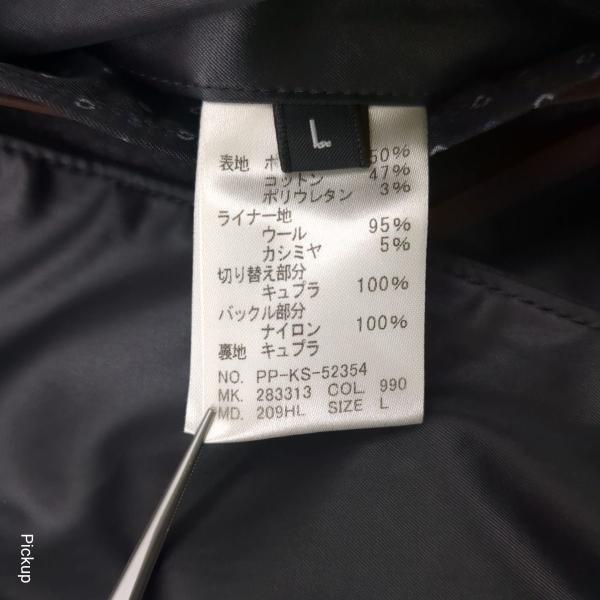 L
表地 ポ 50%
コットン 47%
ポリウレタン 3%
ライナー地
ウール 95%
カシミヤ 5%
切り替え部分
キュプラ 100%
バックル部分
ナイロン 100%
裏地 キュプラ
NO. PP-KS-52354
MK. 283313 COL. 990
MD. 209HL SIZE L
Pickup